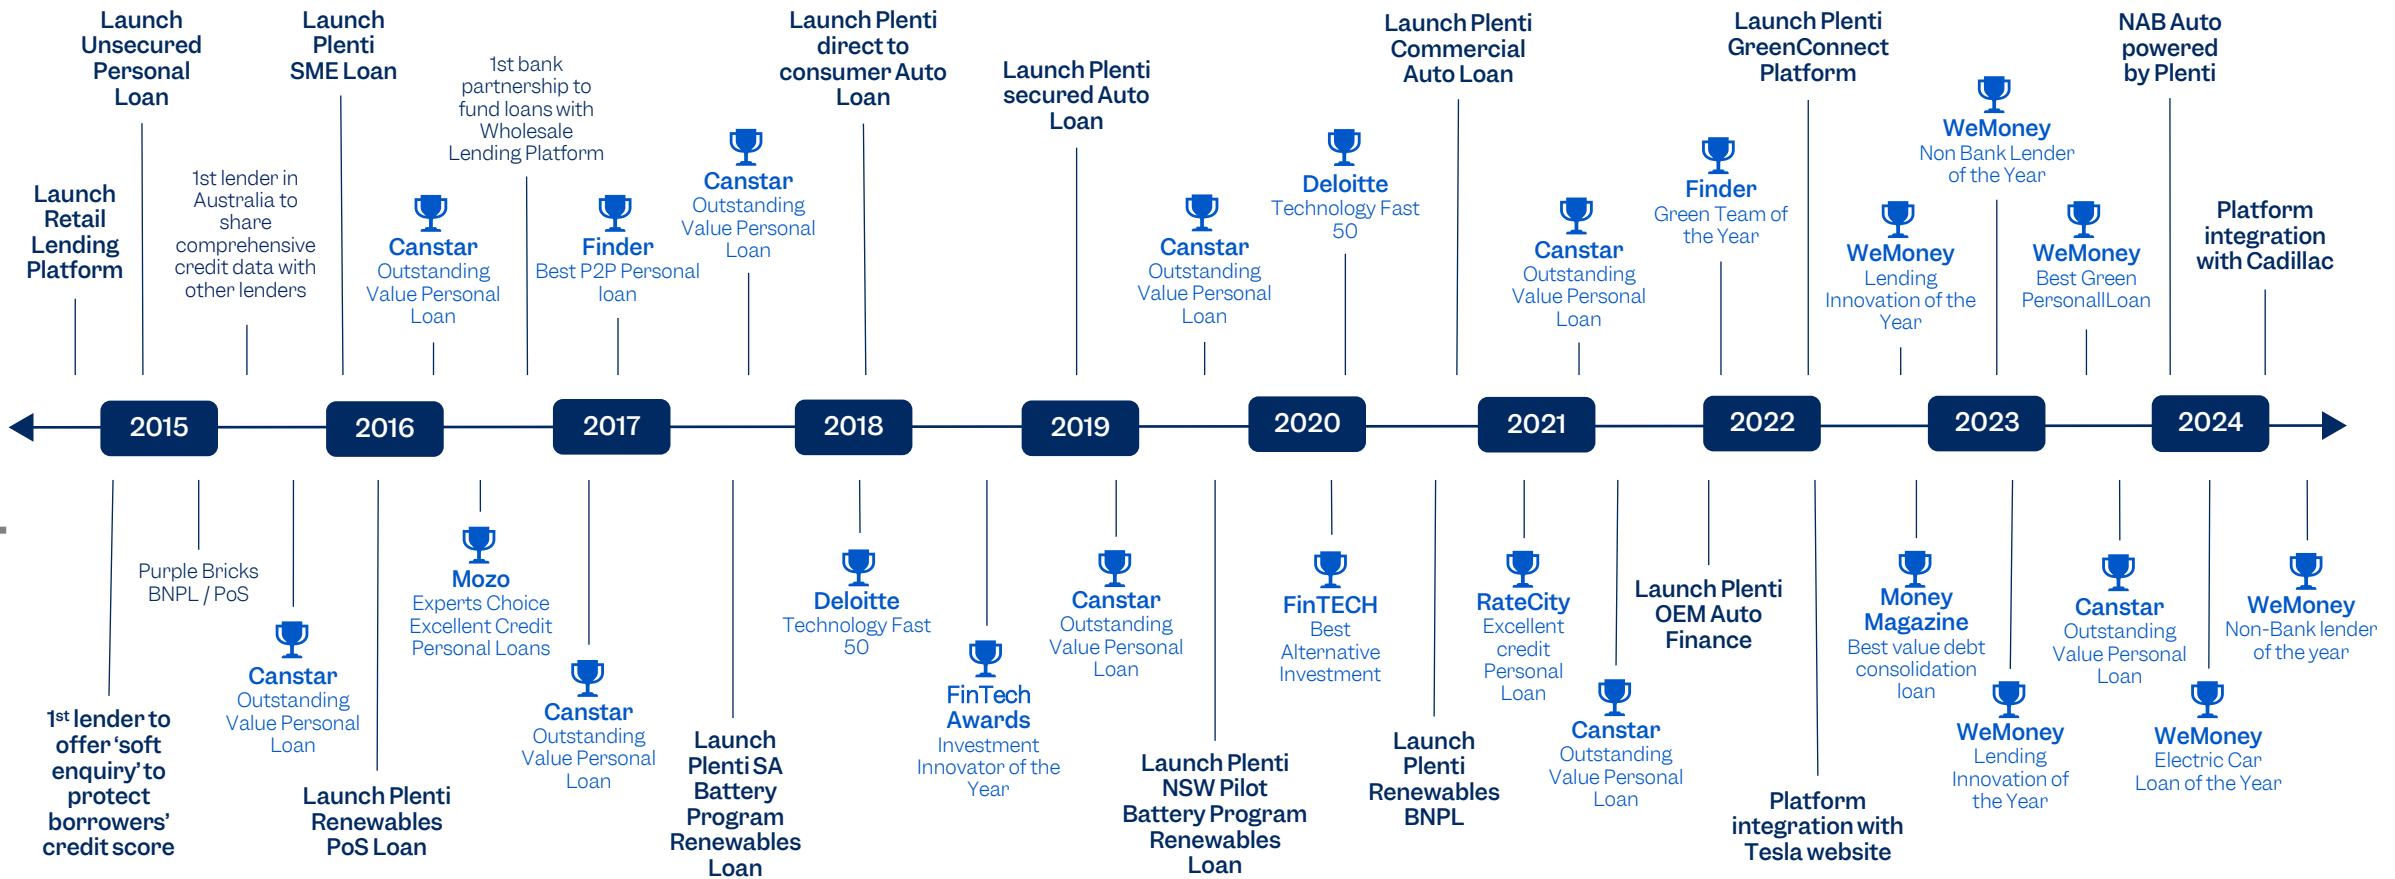 Launch
Unsecured
Personal
Loan
Launch
Plenti
SME Loan
1st bank
partnership to
fund loans with
Wholesale
Lending Platform
Launch Plenti
direct to
consumer Auto
Loan
Launch Plenti
secured Auto
Loan
Launch Plenti
Commercial
Auto Loan
Launch Plenti
GreenConnect
Platform
NAB Auto
powered
by Plenti
Launch
Retail
Lending
Platform
1st lender in
Australia to
share
comprehensive
credit data with
other lenders
Canstar
Outstanding
Value Personal
Loan
Finder
Best P2P Personal
loan
Canstar
Outstanding
Value Personal
Loan
Canstar
Outstanding
Value Personal
Loan
Deloitte
Technology Fast
50
Canstar
Outstanding
Value Personal
Loan
Finder
Green Team of
the Year
WeMoney
Lending
Innovation of the
Year
WeMoney
Non Bank Lender
of the Year
WeMoney
Best Green
PersonallLoan
Platform
integration
with Cadillac
2015
2016
2017
2018
2019
2020
2021
2022
2023
2024
1st lender to
offer ‘soft
enquiry’ to
protect
borrowers’
credit score
Purple Bricks
BNPL / PoS
Canstar
Outstanding
Value Personal
Loan
Launch Plenti
Renewables
PoS Loan
Mozo
Experts Choice
Excellent Credit
Personal Loans
Canstar
Outstanding
Value Personal
Loan
Launch
Plenti SA
Battery
Program
Renewables
Loan
Deloitte
Technology Fast
50
FinTech
Awards
Investment
Innovator of the
Year
Canstar
Outstanding
Value Personal
Loan
Launch Plenti
NSW Pilot
Battery Program
Renewables
Loan
FinTECH
Best
Alternative
Investment
Launch
Plenti
Renewables
BNPL
RateCity
Excellent
credit
Personal
Loan
Canstar
Outstanding
Value Personal
Loan
Launch Plenti
OEM Auto
Finance
Platform
integration with
Tesla website
Money
Magazine
Best value debt
consolidation
loan
WeMoney
Lending
Innovation of
the Year
Canstar
Outstanding
Value Personal
Loan
WeMoney
Electric Car
Loan of the Year
WeMoney
Non-Bank lender
of the year